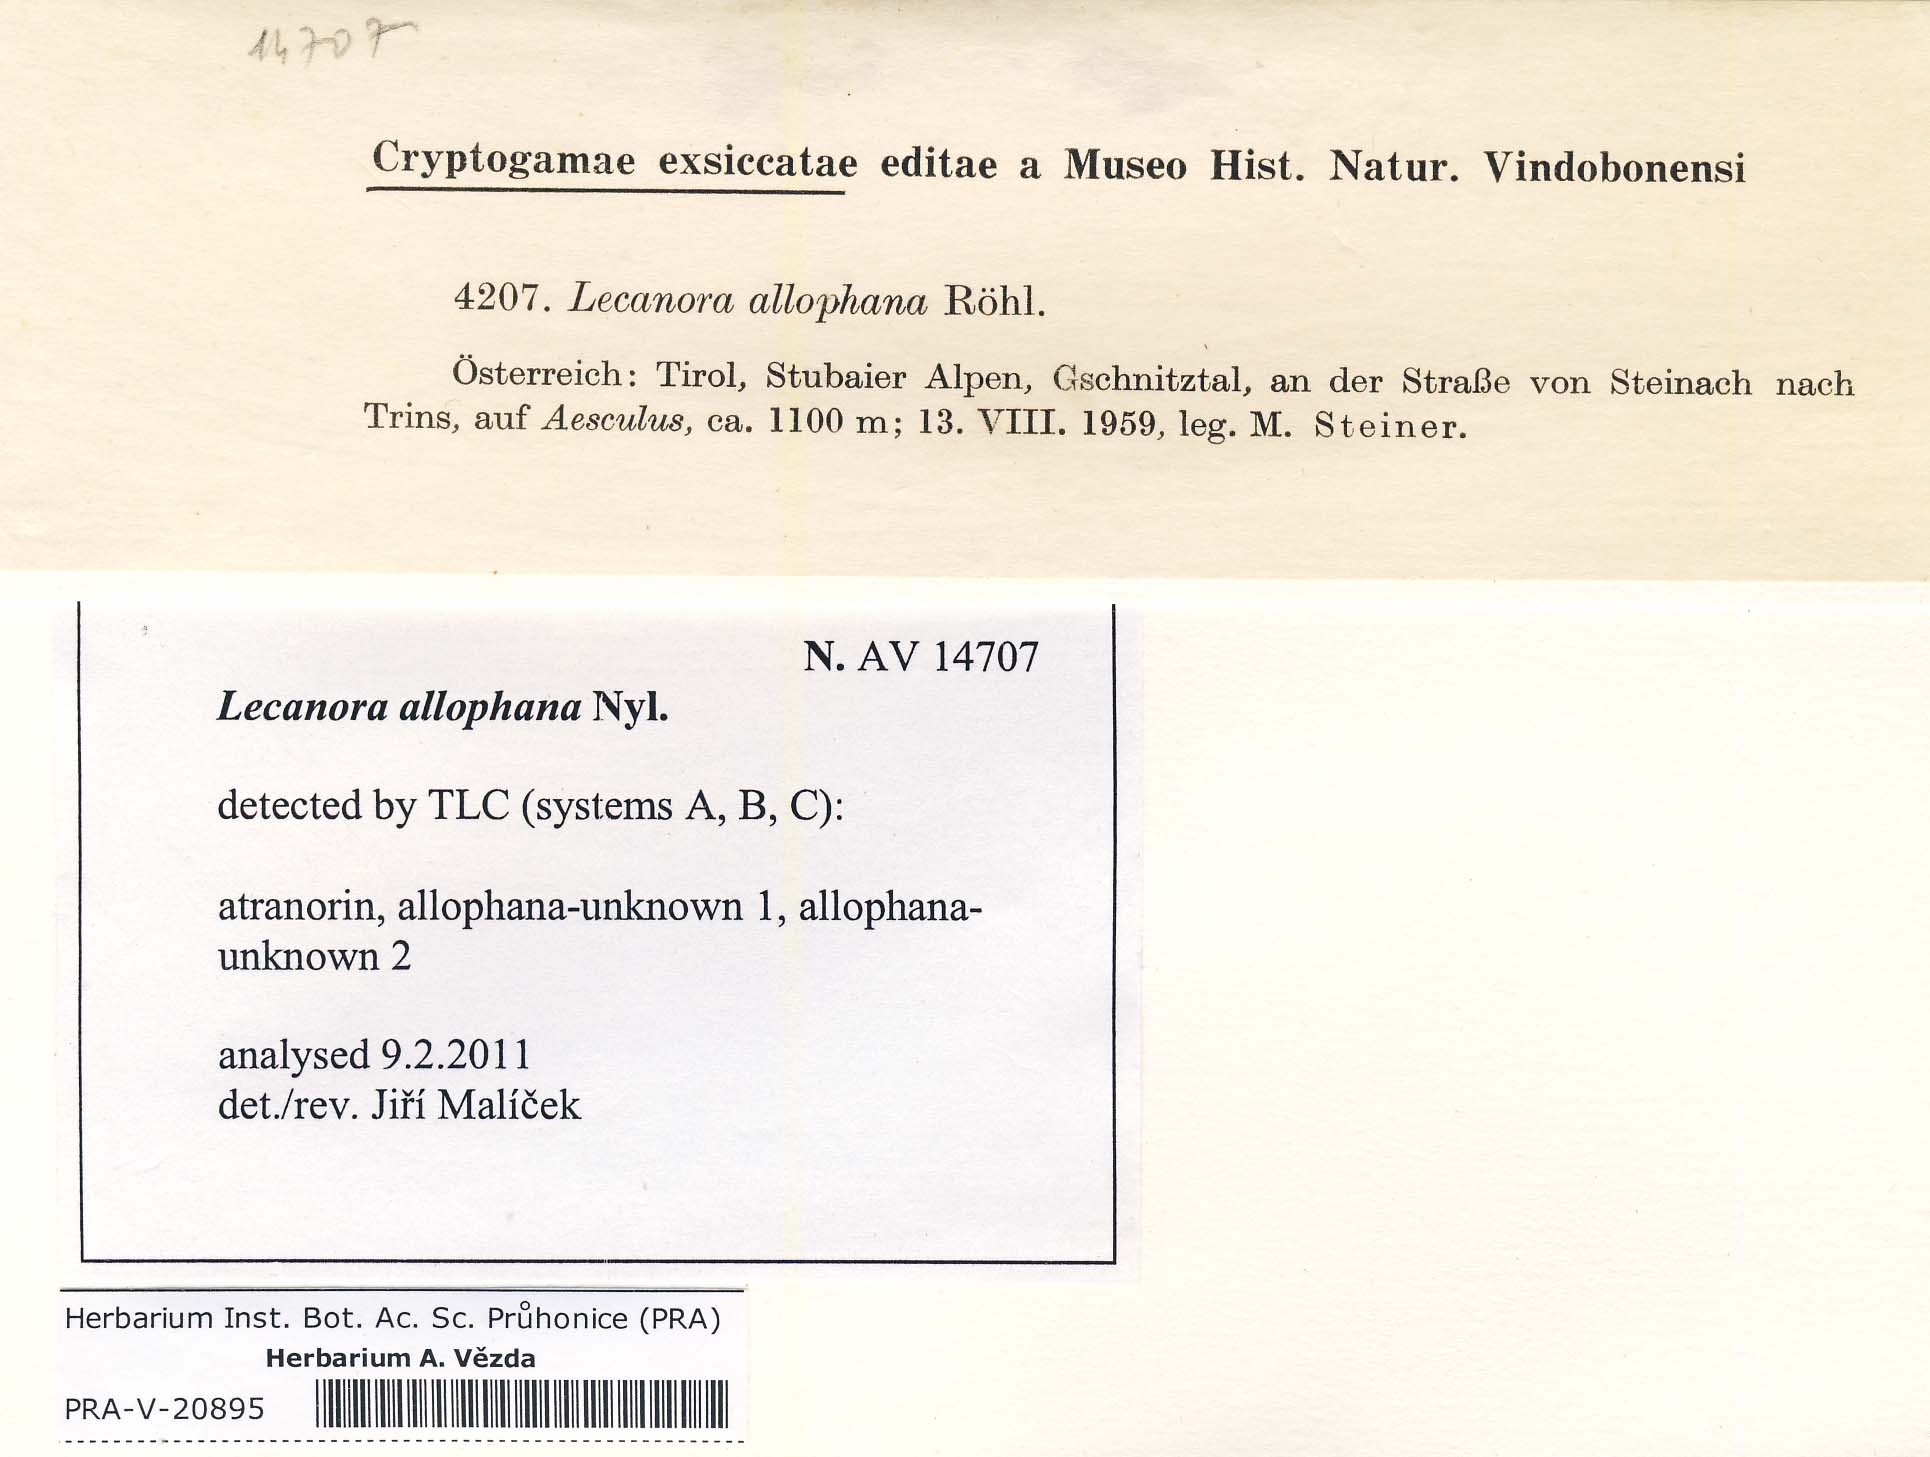 14707
Cryptogamae exsiccatae editae a Museo Hist. Natur. Vindobonensi
4207. Lecanora allophana Röhl.
Österreich: Tirol, Stubaier Alpen, Gschnitztal, an der Straße von Steinach nach
Trins, auf Aesculus, ca. 1100 m; 13. VIII. 1959, leg. M. Steiner.
N. AV 14707
Lecanora allophana Nyl.
detected by TLC (systems A, B, C):
atranorin, allophana-unknown 1, allophana-
unknown 2
analysed 9.2.2011
det./rev. Jiří Malíček
Herbarium Inst. Bot. Ac. Sc. Průhonice (PRA)
Herbarium A. Vězda
PRA-V-20895